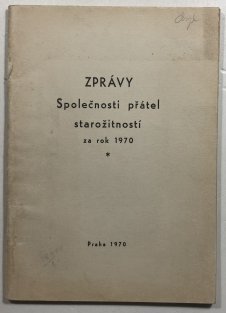 ZPRÁVY
Společnosti přátel
starožitností
za rok 1970
*
Praha 1970